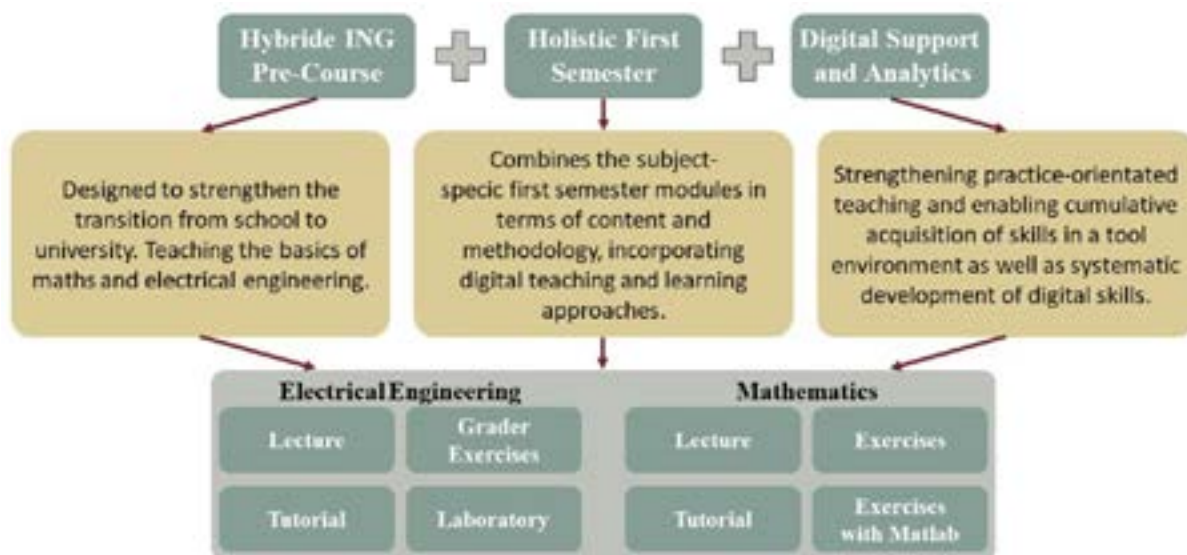 Hybride ING
Pre-Course
Holistic First
Semester
Digital Support
and Analytics
Designed to strengthen the
transition from school to
university. Teaching the basics of
maths and electrical engineering.
Combines the subject-
specic first semester modules in
terms of content and
methodology, incorporating
digital teaching and learning
approaches.
Strengthening practice-orientated
teaching and enabling cumulative
acquisition of skills in a tool
environment as well as systematic
development of digital skills.
Electrical Engineering
Lecture
Grader
Exercises
Tutorial
Laboratory
Mathematics
Lecture
Exercises
Tutorial
Exercises
with Matlab